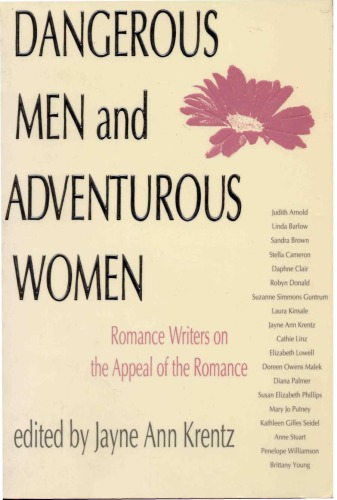 DANGEROUS
MEN and
ADVENTUROUS
WOMEN
Romance Writers on
the Appeal of the Romance
edited by Jayne Ann Krentz
Judith Arnold
Linda Barlow
Sandra Brown
Stella Cameron
Daphne Clair
Robyn Donald
Suzanne Simmons Guntrum
Laura Kinsale
Jayne Ann Krentz
Cathie Linz
Elizabeth Lowell
Doreen Owens Malek
Diana Palmer
Susan Elizabeth Phillips
Mary Jo Putney
Kathleen Gilles Seidel
Anne Stuart
Penelope Williamson
Brittany Young